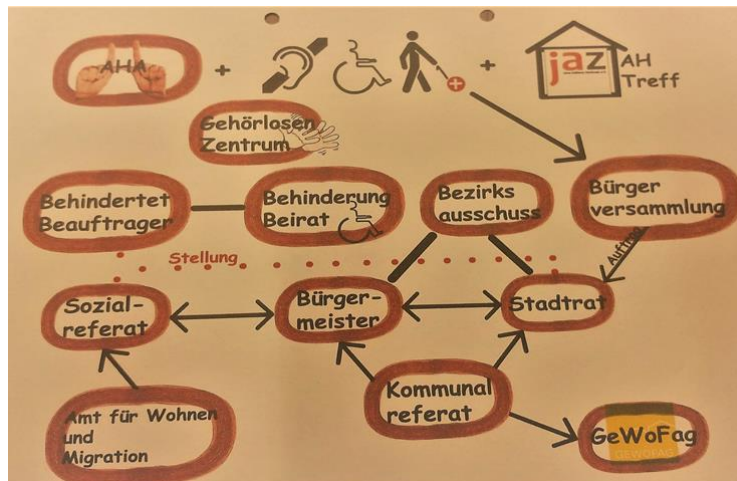 AHA
+
+
jaz
AH
Treff
Gehörlosen
Zentrum
Behindertet
Beauftrager
Behinderung
Beirat
Bezirks
ausschuss
Bürger
versammlung
Auftrag
Stellung
Sozial-
referat
Bürger-
meister
Stadtrat
Kommunal
referat
Amt für Wohnen
und
Migration
GeWoFag
GEWOFAG